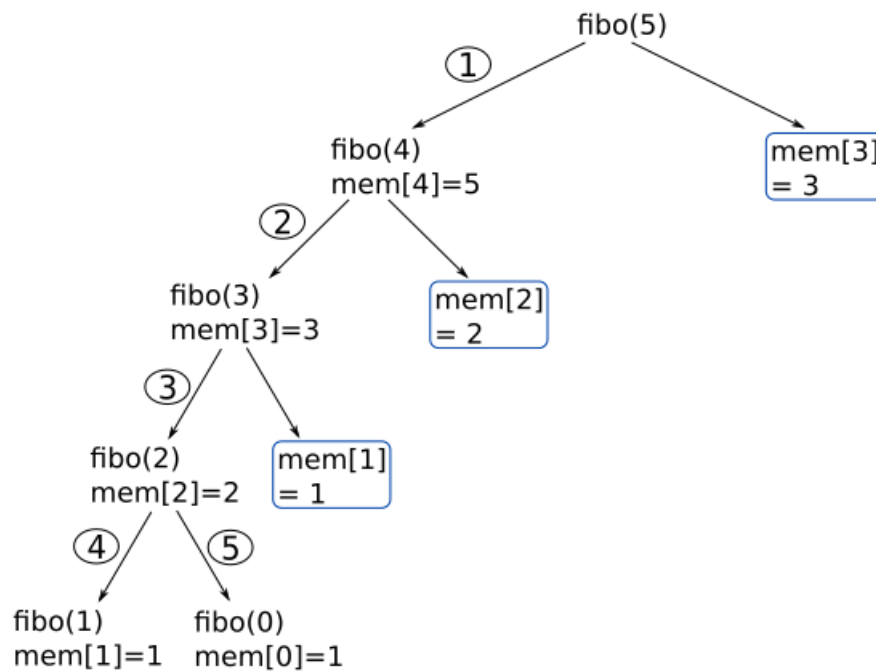 fibo(5)
①
fibo(4)
mem[4]=5
mem[3]
= 3
②
fibo(3)
mem[3]=3
mem[2]
= 2
③
fibo(2)
mem[2]=2
mem[1]
= 1
④
⑤
fibo(1)
mem[1]=1
fibo(0)
mem[0]=1